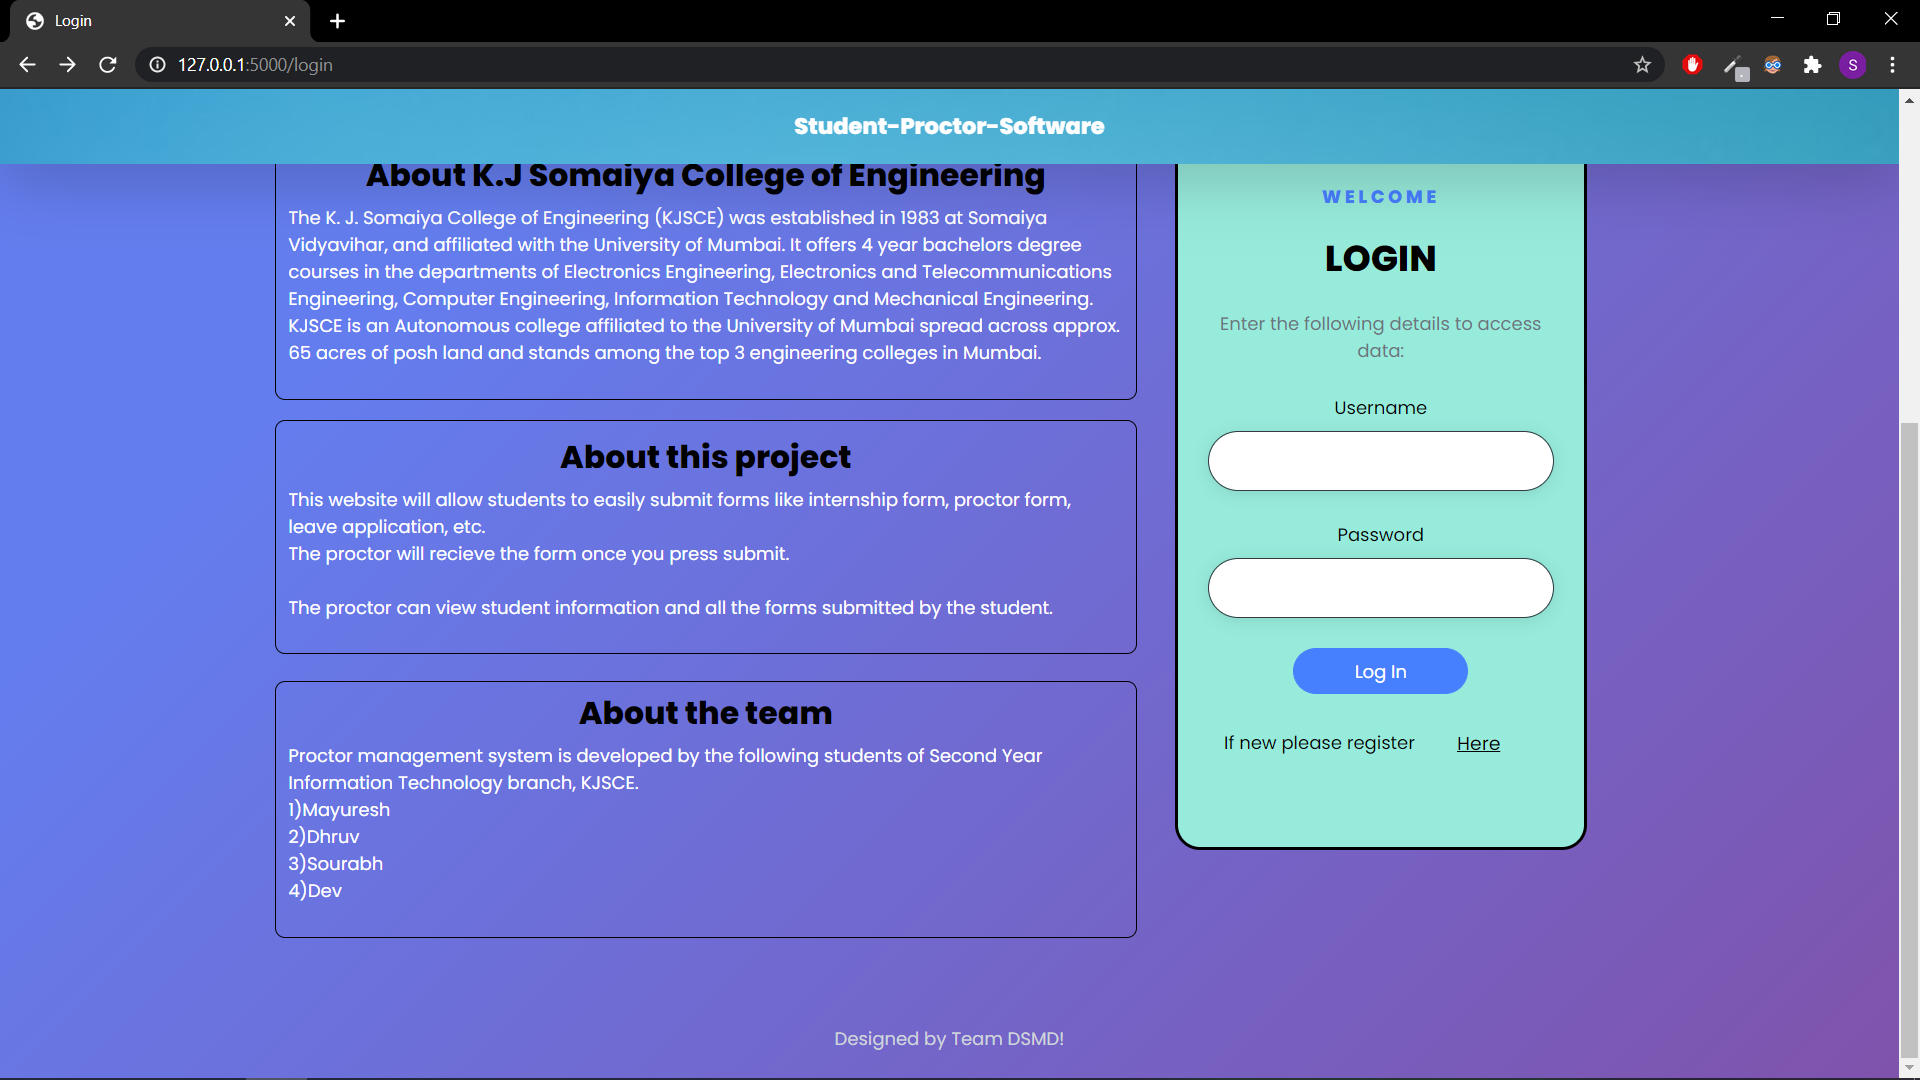 Login
127.0.0.1:5000/login
S
Student-Proctor-Software
About K.J Somaiya College of Engineering
The K. J. Somaiya College of Engineering (KJSCE) was established in 1983 at Somaiya
Vidyavihar, and affiliated with the University of Mumbai. It offers 4 year bachelors degree
courses in the departments of Electronics Engineering, Electronics and Telecommunications
Engineering, Computer Engineering, Information Technology and Mechanical Engineering.
KJSCE is an Autonomous college affiliated to the University of Mumbai spread across approx.
65 acres of posh land and stands among the top 3 engineering colleges in Mumbai.
About this project
This website will allow students to easily submit forms like internship form, proctor form,
leave application, etc.
The proctor will recieve the form once you press submit.
The proctor can view student information and all the forms submitted by the student.
About the team
Proctor management system is developed by the following students of Second Year
Information Technology branch, KJSCE.
1)Mayuresh
2)Dhruv
3)Sourabh
4)Dev
WELCOME
LOGIN
Enter the following details to access
data:
Username
Password
Log In
If new please register Here
Designed by Team DSMD!